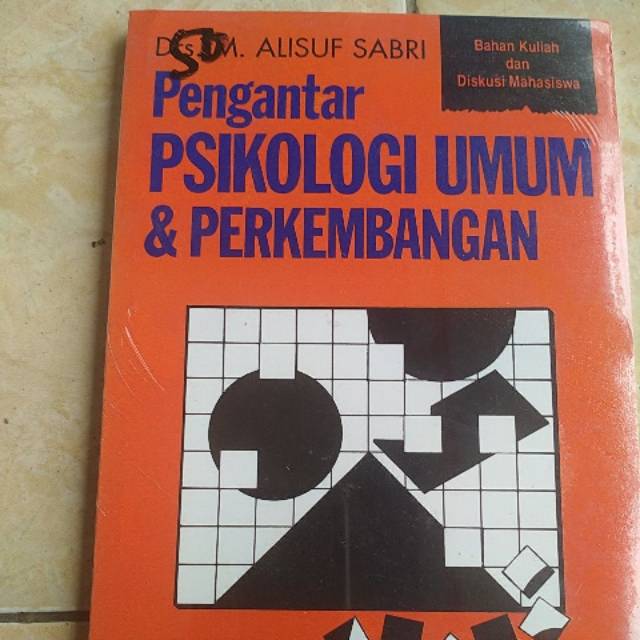 Drs. M. ALISUF SABRI
Bahan Kuliah
dan
Diskusi Mahasiswa
Pengantar
PSIKOLOGI UMUM
& PERKEMBANGAN